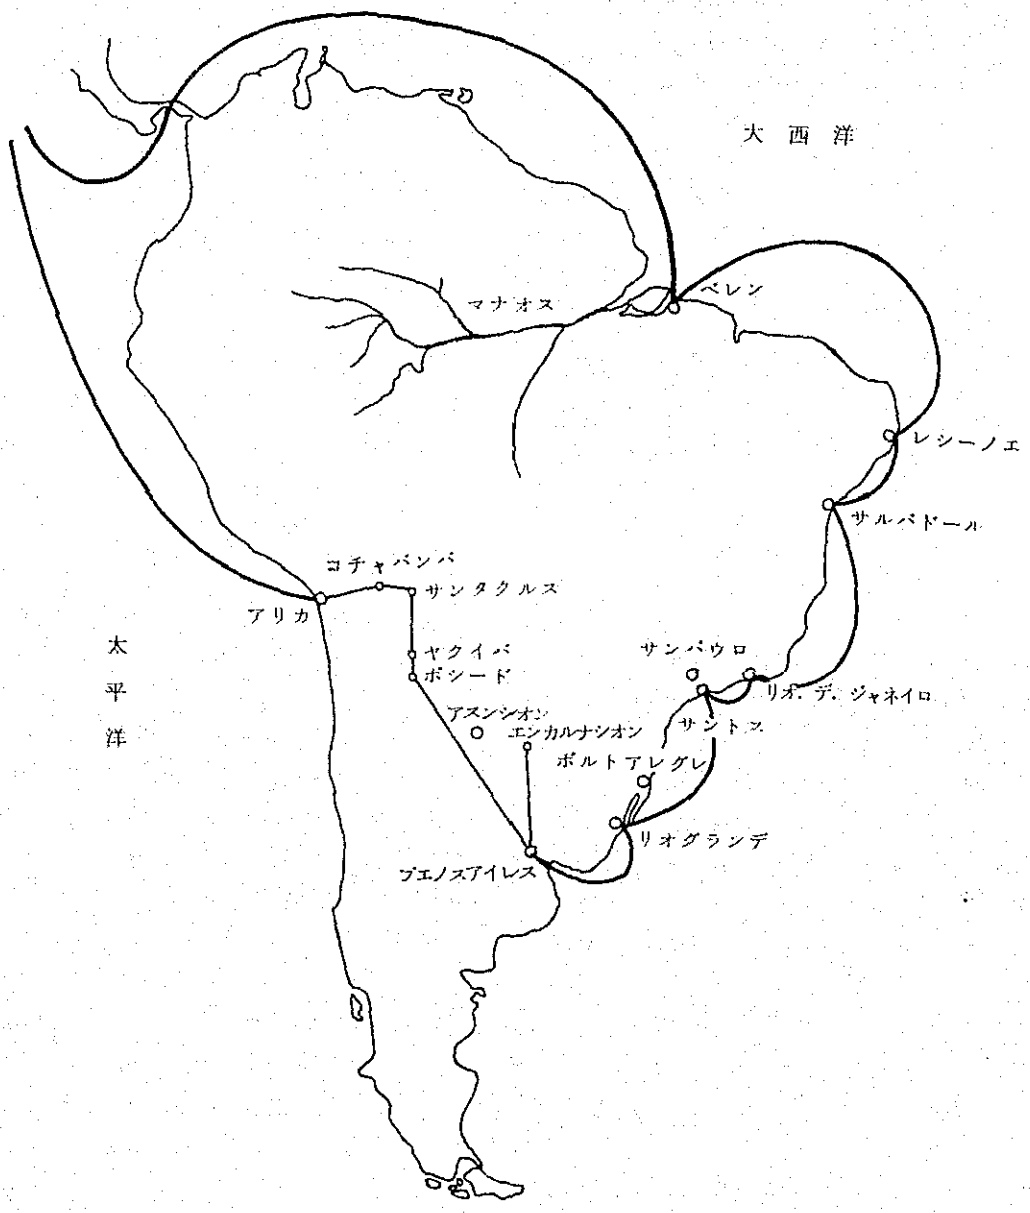 大西洋
ベレン
マナオス
レシーノエ
サルバドール
コチャバンバ
サンタクルス
アリカ
太平洋
ヤクイバ
ポシード
サンパウロ
リオ.デ.ジャネイロ
アスンシオン
エンカルナシオン
サントス
ポルトアレグレ
リオグランデ
ブエノスアイレス